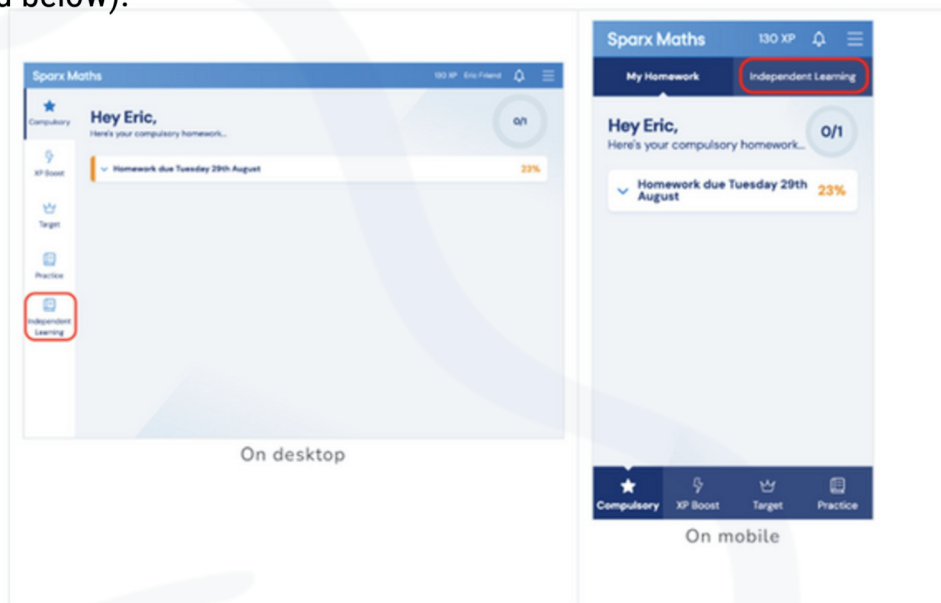 d below):
Sparx Maths
130 XP Eric Friend
Compulsory
XP Boost
Target
Practice
Independent
Learning
Hey Eric,
Here's your compulsory homework...
0/1
Homework due Tuesday 29th August
23%
On desktop
Sparx Maths
130 XP
My Homework
Independent Learning
Hey Eric,
Here's your compulsory homework...
0/1
Homework due Tuesday 29th
August
23%
Compulsory
XP Boost
Target
Practice
On mobile